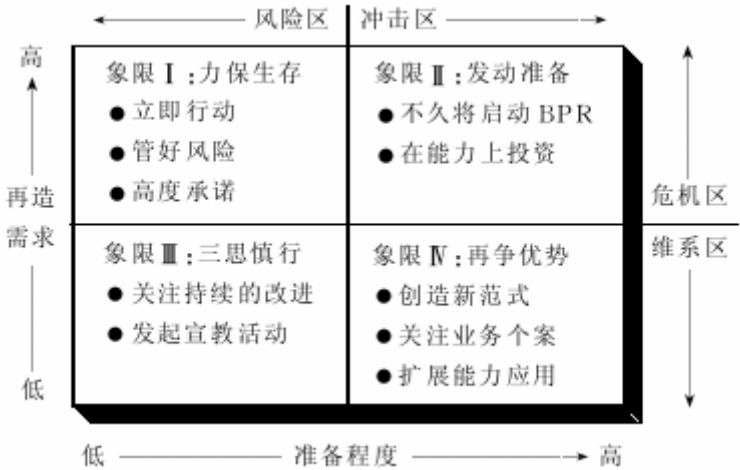 风险区 冲击区
高
象限Ⅰ:力保生存
●立即行动
●管好风险
●高度承诺
象限Ⅱ:发动准备
●不久将启动BPR
●在能力上投资
再造
需求
危机区
维系区
象限Ⅲ:三思慎行
●关注持续的改进
●发起宣教活动
象限Ⅳ:再争优势
●创造新范式
●关注业务个案
●扩展能力应用
低
低 准备程度 高